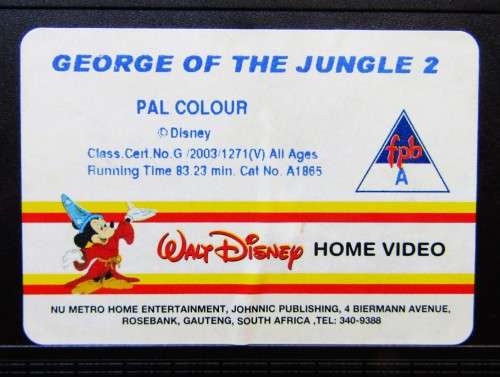 GEORGE OF THE JUNGLE 2
PAL COLOUR
© Disney
Class.Cert.No.G /2003/1271(V) All Ages
Running Time 83 23 min. Cat No. A1865
fpb
A
WALT DISNEY HOME VIDEO
NU METRO HOME ENTERTAINMENT, JOHNNIC PUBLISHING, 4 BIERMANN AVENUE,
ROSEBANK, GAUTENG, SOUTH AFRICA ,TEL: 340-9388